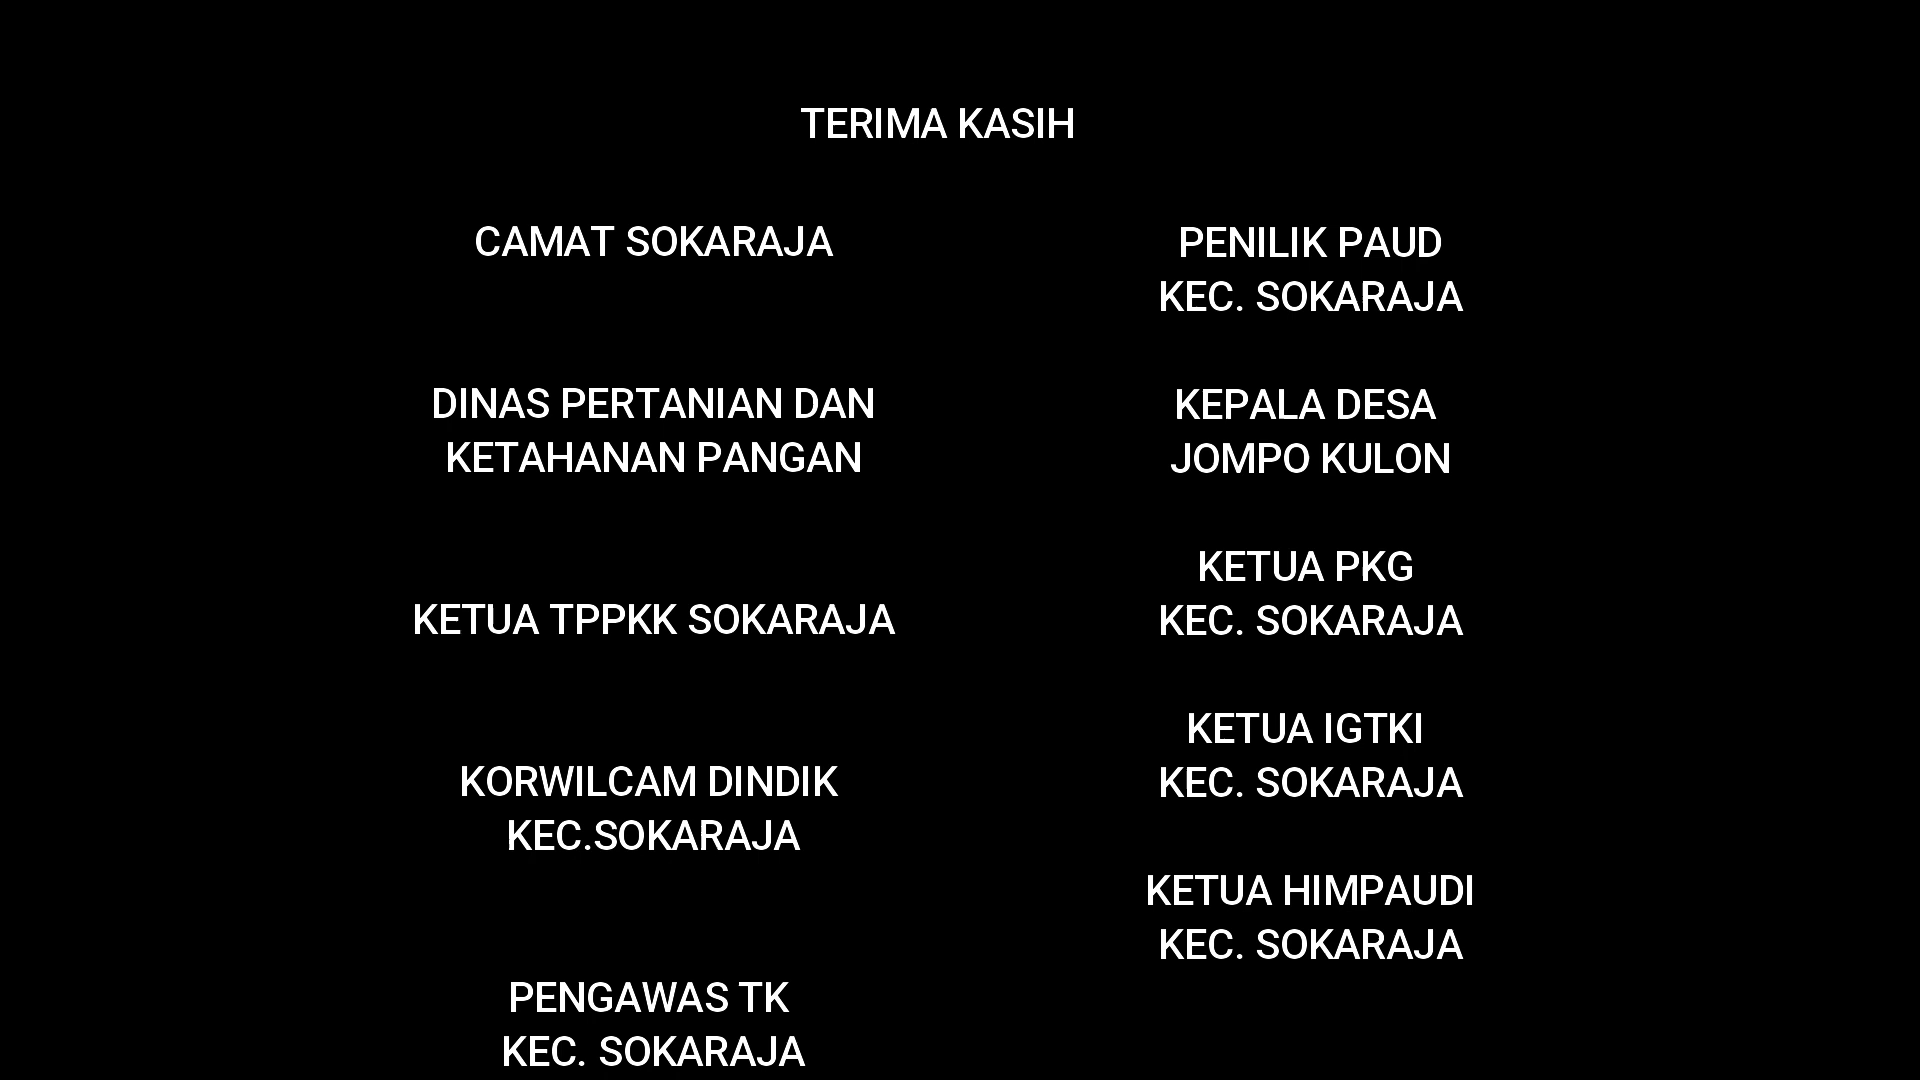 TERIMA KASIH
CAMAT SOKARAJA
DINAS PERTANIAN DAN
KETAHANAN PANGAN
KETUA TPPKK SOKARAJA
KORWILCAM DINDIK
KEC.SOKARAJA
PENGAWAS TK
KEC. SOKARAJA
PENILIK PAUD
KEC. SOKARAJA
KEPALA DESA
JOMPO KULON
KETUA PKG
KEC. SOKARAJA
KETUA IGTKI
KEC. SOKARAJA
KETUA HIMPAUDI
KEC. SOKARAJA